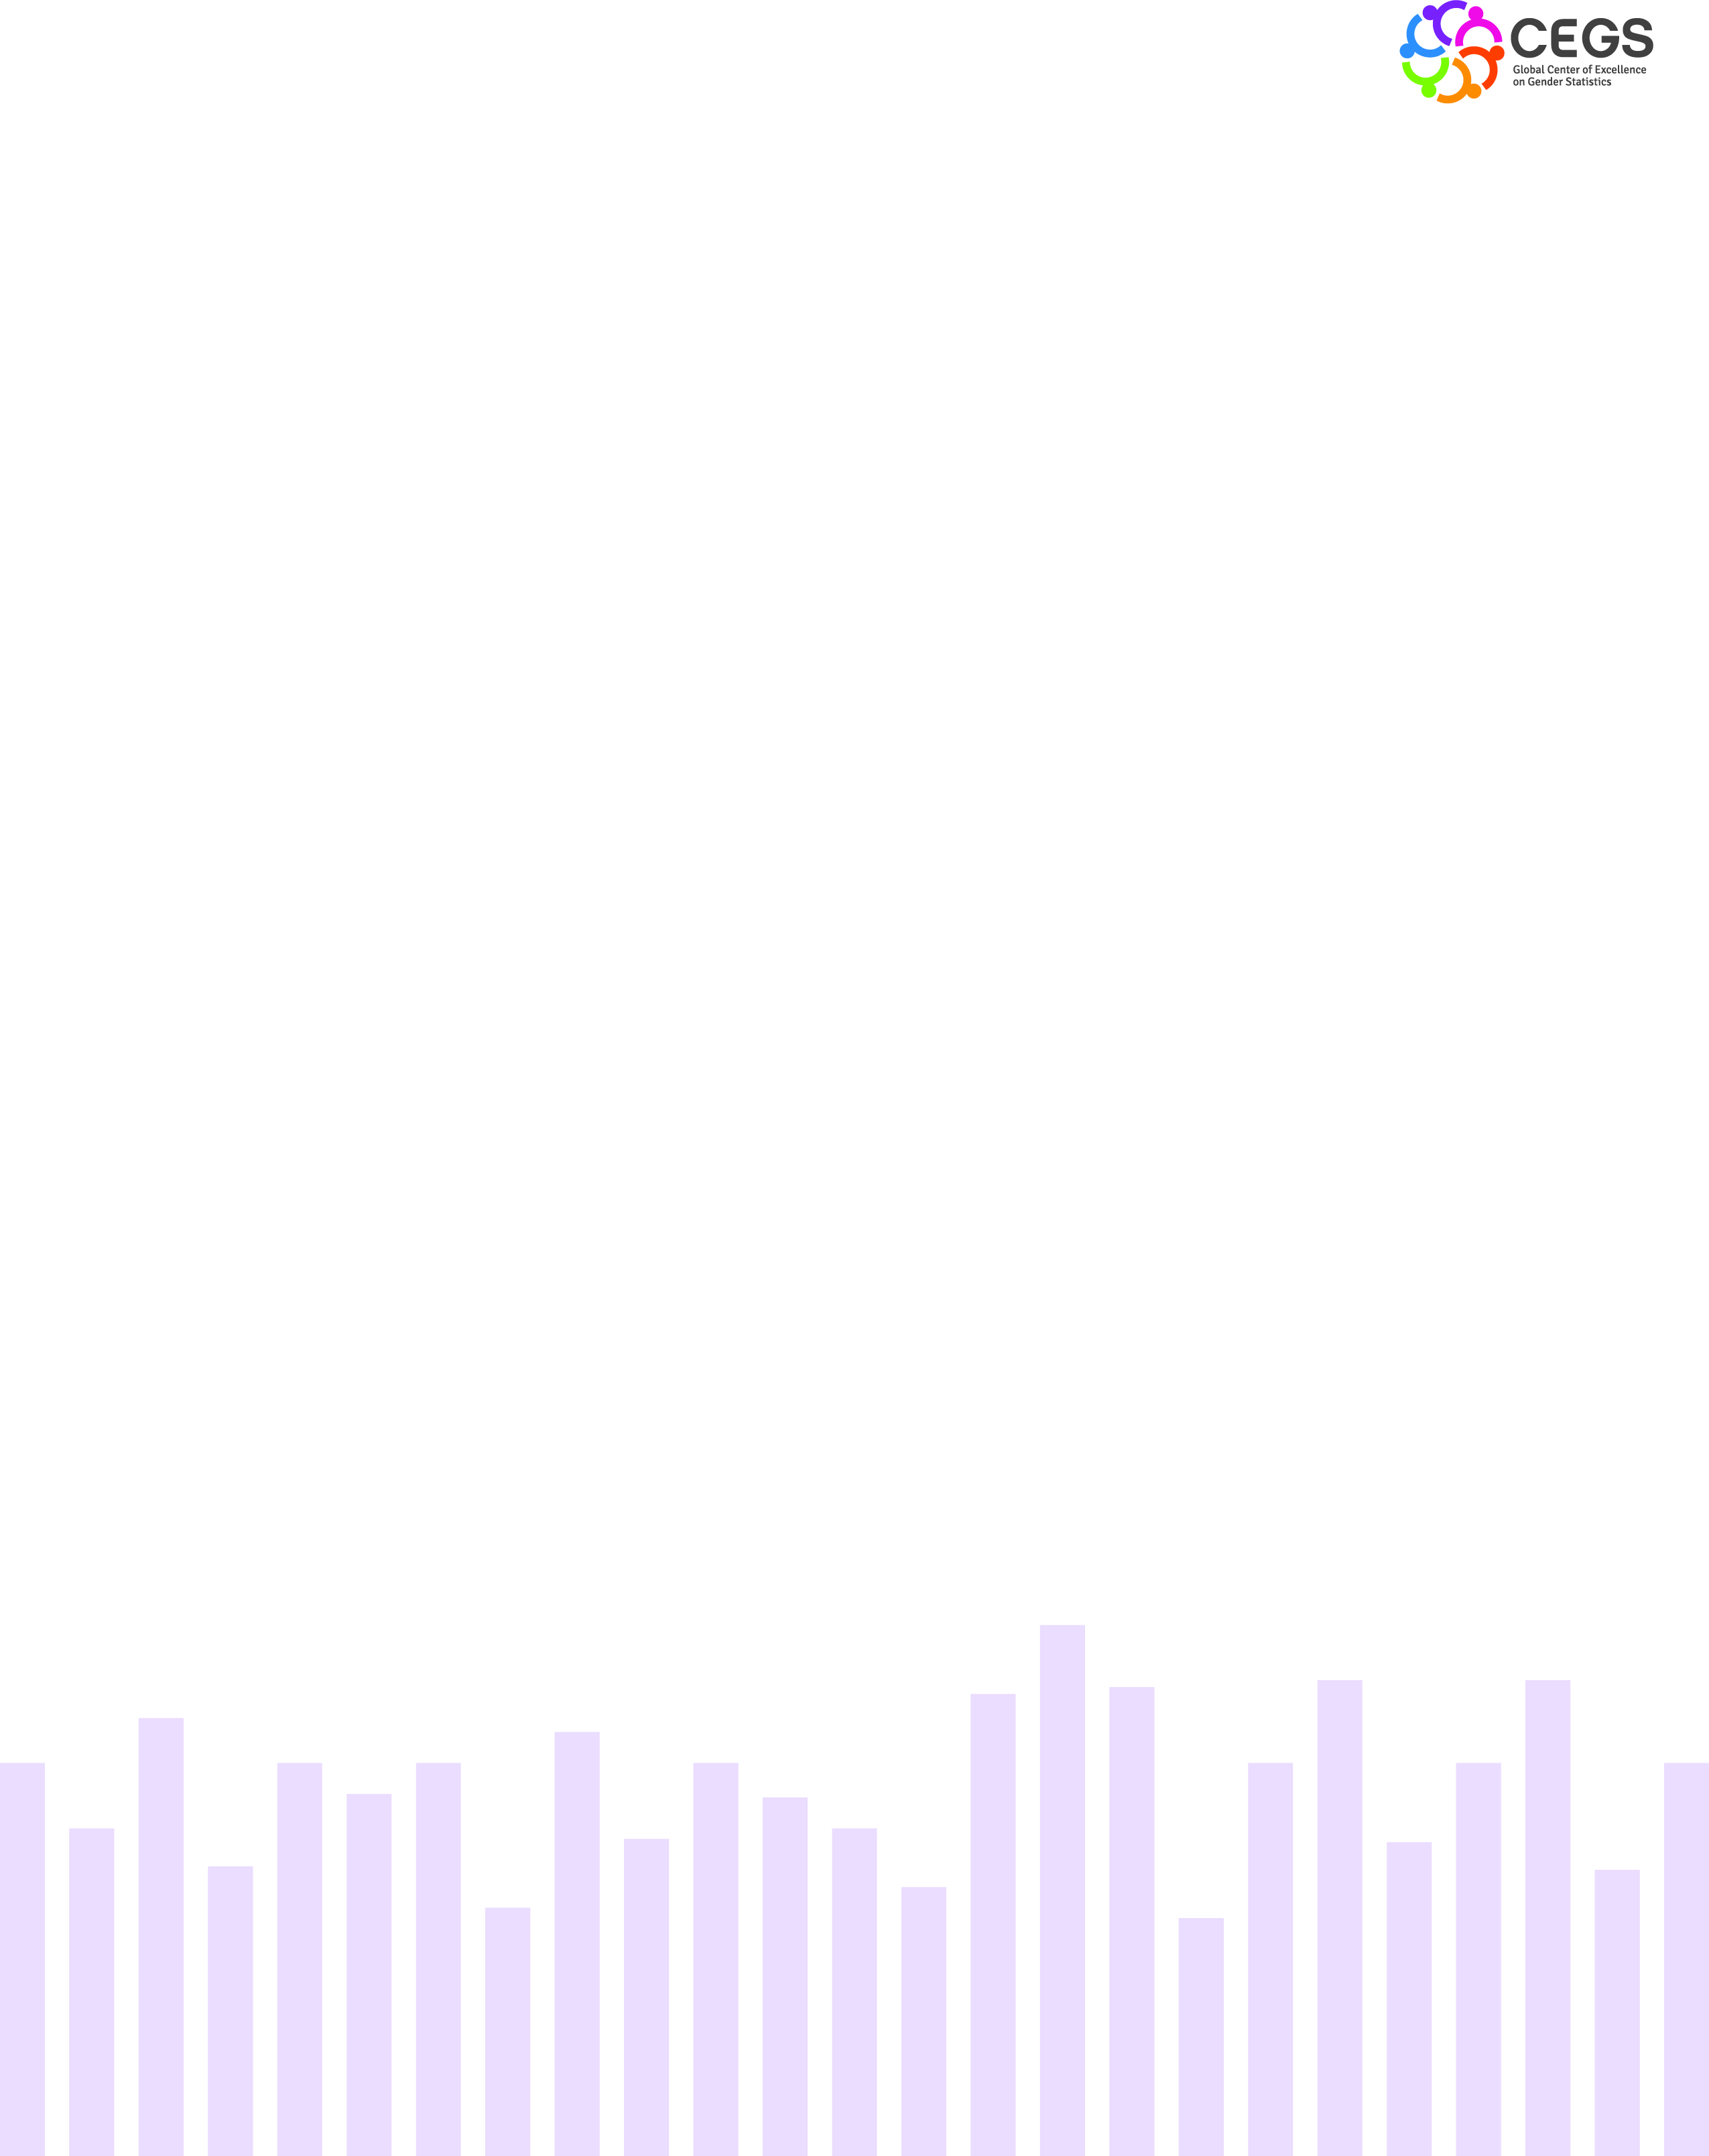 CEGS
Global Center of Excellence
on Gender Statistics